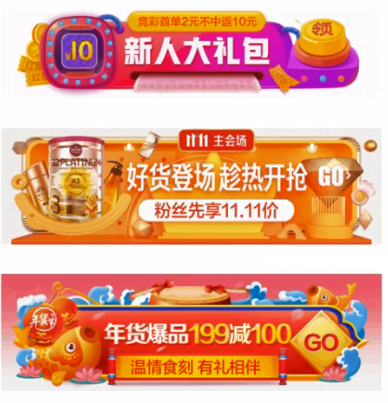 竞彩首单2元不中返10元
10
新人大礼包
领
11.11 主会场
PLATINUM
A2
3
好货登场 趁热开抢
GO
粉丝先享11.11价
年货节
年货爆品199减100
GO
温情食刻 有礼相伴